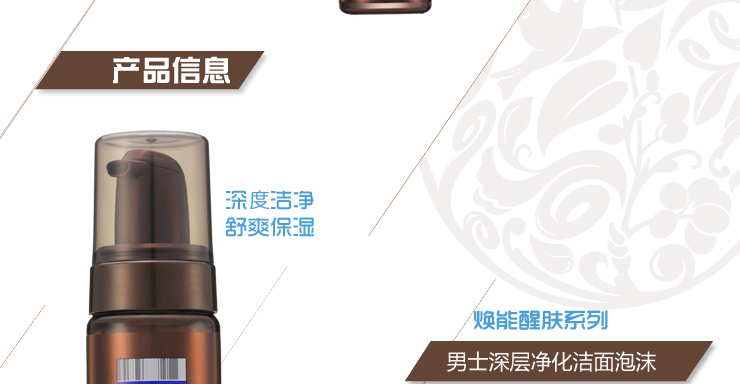 产品信息
深度洁净
舒爽保湿
焕能醒肤系列
男士深层净化洁面泡沫